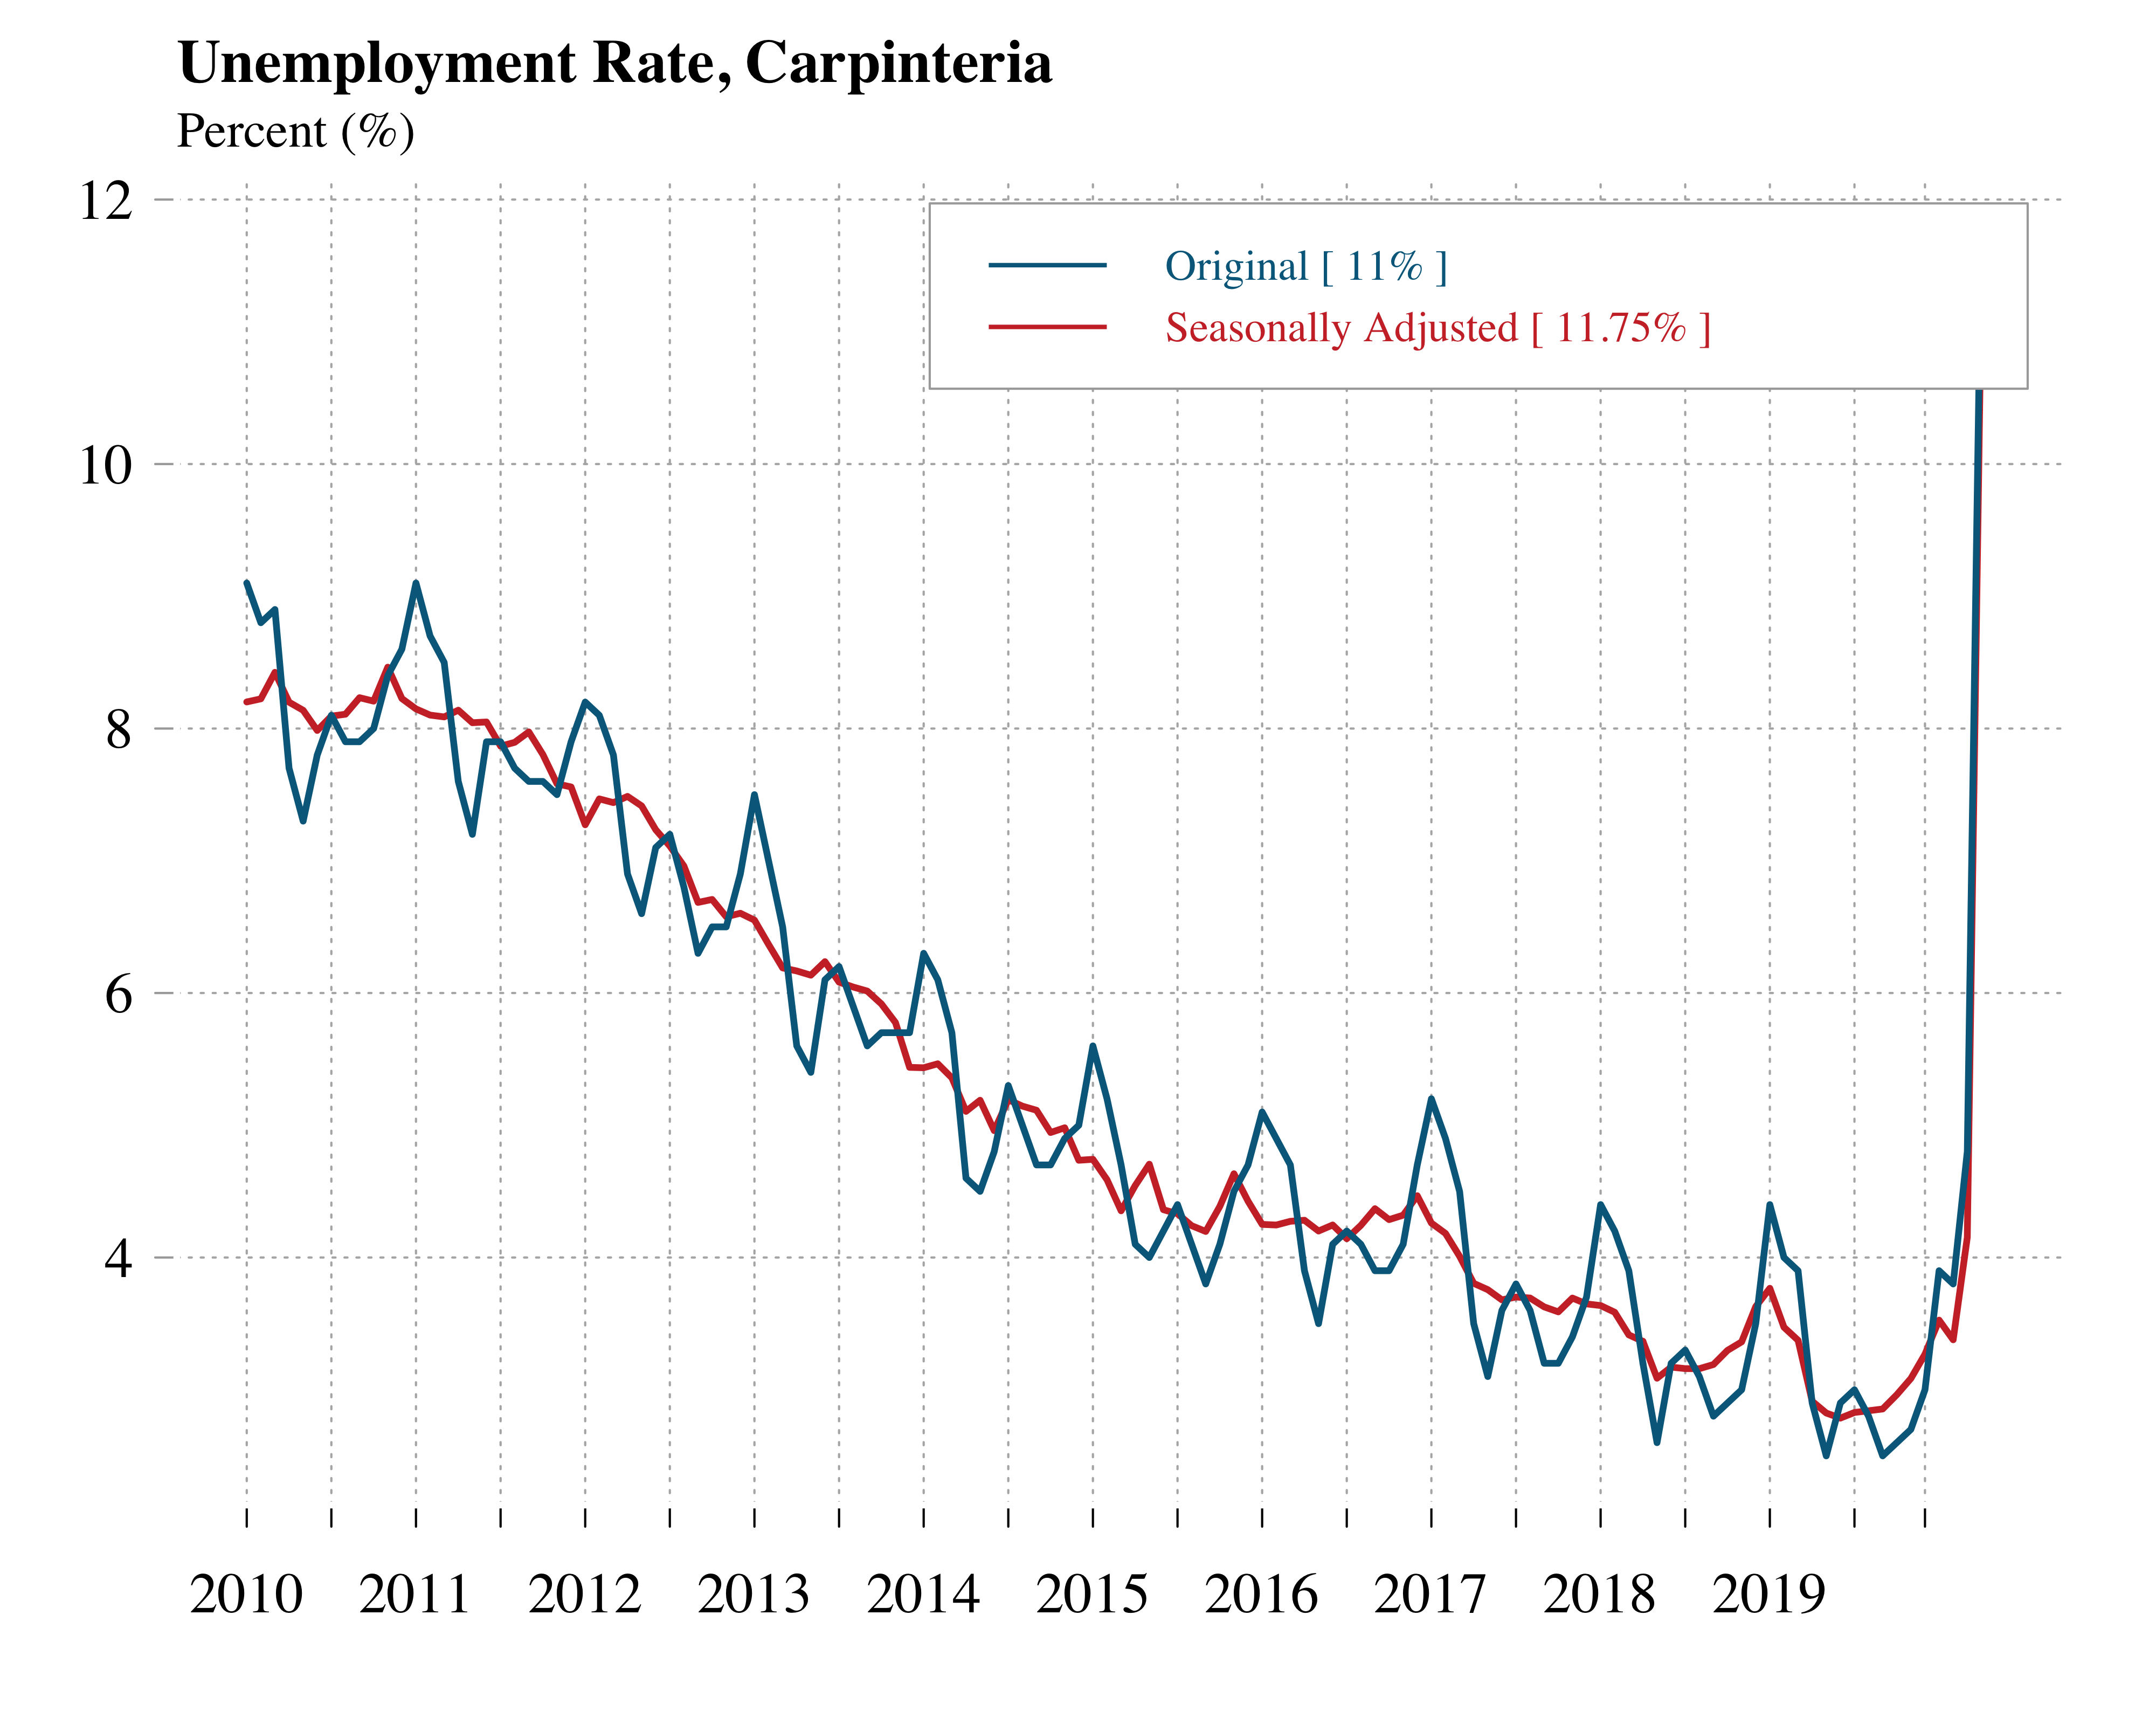 Unemployment Rate, Carpinteria
Percent (%)
12
Original [ 11% ]
Seasonally Adjusted [ 11.75% ]
10
8
6
4
2010 2011 2012 2013 2014 2015 2016 2017 2018 2019